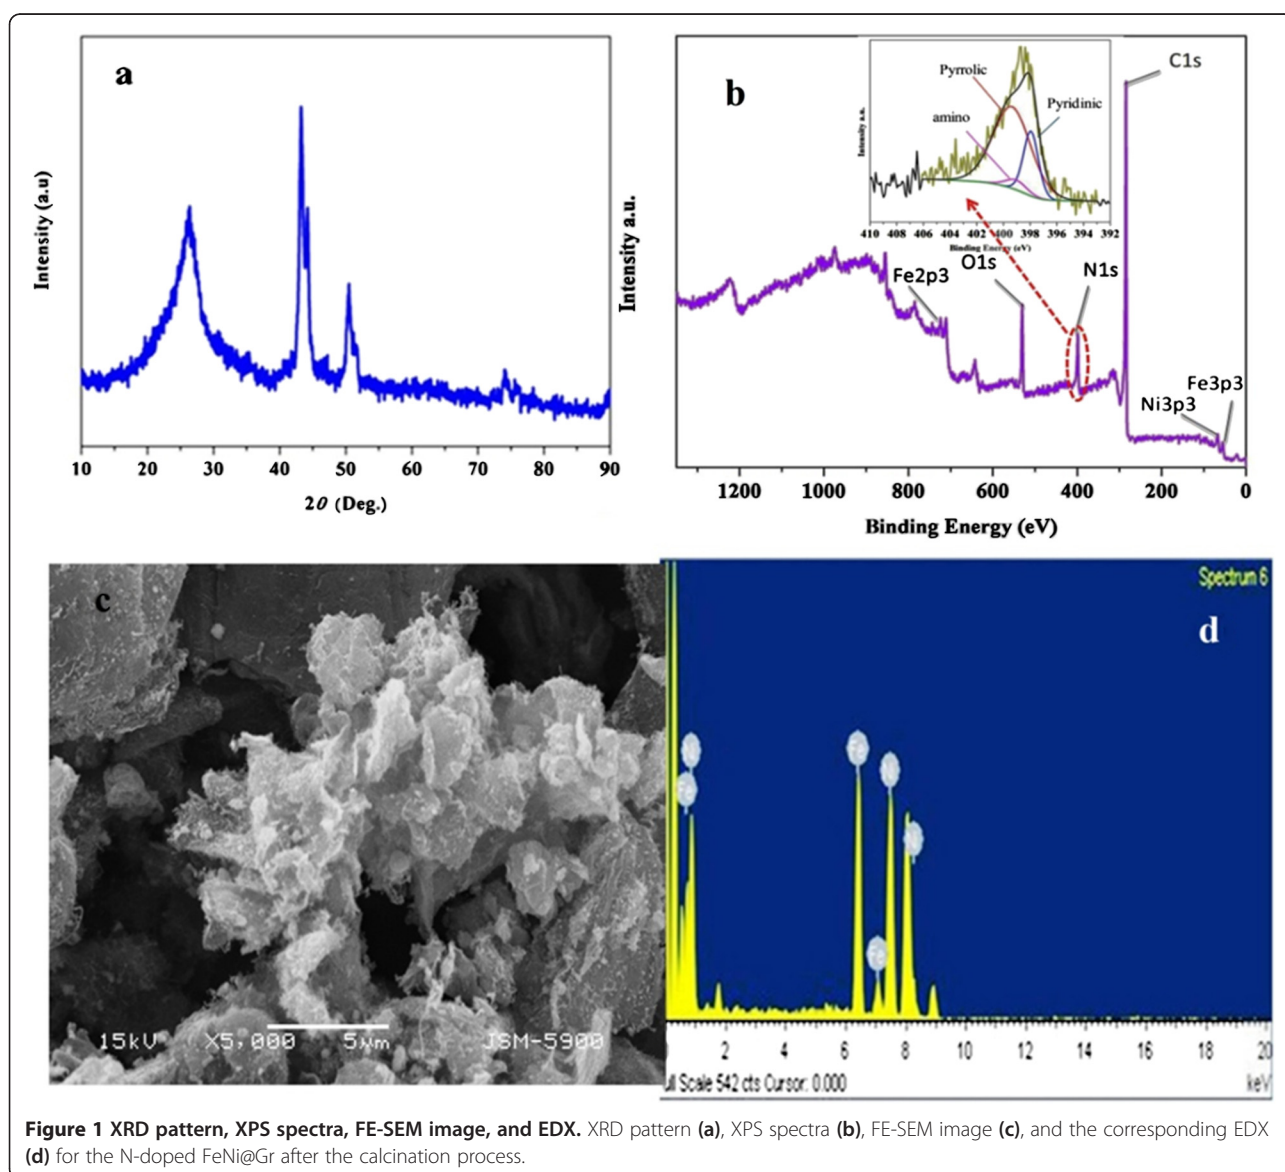 a
Intensity (a.u)
10 20 30 40 50 60 70 80 90
2θ (Deg.)
b
Intensity a.u.
C1s
Pyrrolic
Pyridinic
amino
Intensity a.u.
410 408 406 404 402 400 398 396 394 392
Binding Energy (eV)
Fe2p3
O1s
N1s
Fe3p3
Ni3p3
1200 1000 800 600 400 200 0
Binding Energy (eV)
c
15kV X5,000 5μm JSM-5900
Spectrum 6
d
2 4 6 8 10 12 14 16 18 20
ull Scale 542 cts Cursor: 0.000 keV
Figure 1 XRD pattern, XPS spectra, FE-SEM image, and EDX. XRD pattern (a), XPS spectra (b), FE-SEM image (c), and the corresponding EDX
(d) for the N-doped FeNi@Gr after the calcination process.